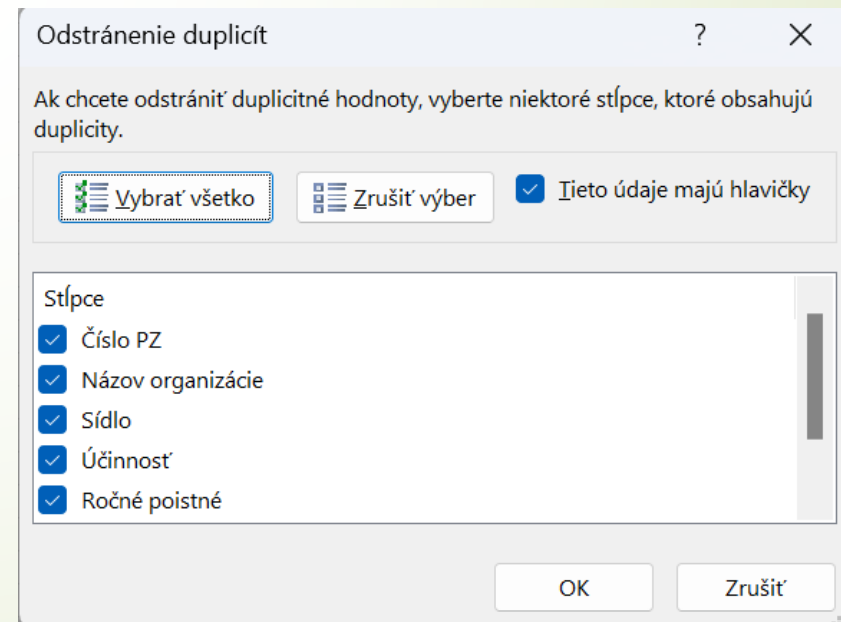 Odstránenie duplicít ?
Ak chcete odstrániť duplicitné hodnoty, vyberte niektoré stĺpce, ktoré obsahujú
duplicity.
Vybrať všetko Zrušiť výber Tieto údaje majú hlavičky
Stĺpce
Číslo PZ
Názov organizácie
Sídlo
Účinnosť
Ročné poistné
OK Zrušiť